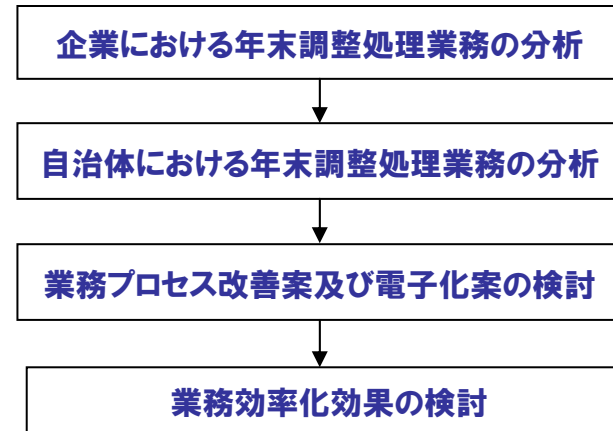 企業における年末調整処理業務の分析
自治体における年末調整処理業務の分析
業務プロセス改善案及び電子化案の検討
業務効率化効果の検討